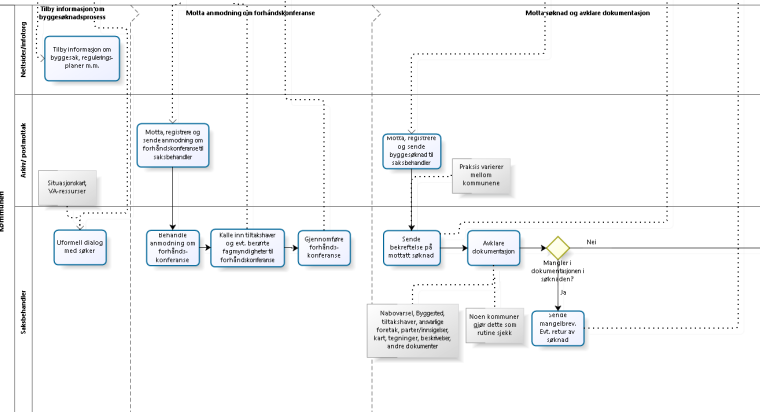 Tilby informasjon om
byggesøknadsprosess
Motta anmodning om forhåndskonferanse
Motta søknad og avklare dokumentasjon
Kommunen
Nettsider/infotorg
Tilby informasjon om
byggesak, regulerings-
planer m.m.
Arkiv/ postmottak
Motta, registrere og
sende anmodning om
forhåndskonferanse til
saksbehandler
Motta, registrere
og sende
byggesøknad til
saksbehandler
Praksis varierer
mellom
kommunene
Situasjonskart,
VA-ressurser
Saksbehandler
Uformell dialog
med søker
Behandle
anmodning om
forhånds-
konferanse
Kalle inn tiltakshaver
og evt. berørte
fagmyndigheter til
forhåndskonferanse
Gjennomføre
forhånds-
konferanse
Sende
bekreftelse på
mottatt søknad
Avklare
dokumentasjon
Nei
Mangler i
dokumentasjonen i
søknaden?
Ja
Nabovarsel, Byggested,
tiltakshaver, ansvarlige
foretak, parter/innsigelser,
kart, tegninger, beskrivelser,
andre dokumenter
Noen kommuner
gjør dette som
rutine sjekk
Sende
mangelbrev.
Evt. retur av
søknad